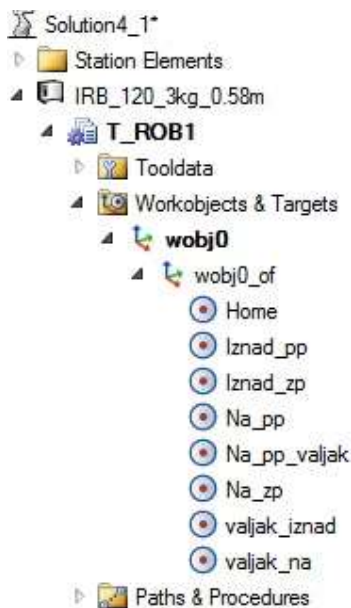 Solution4_1*
Station Elements
IRB_120_3kg_0.58m
T_ROB1
Tooldata
Workobjects & Targets
wobj0
wobj0_of
Home
Iznad_pp
Iznad_zp
Na_pp
Na_pp_valjak
Na_zp
valjak_iznad
valjak_na
Paths & Procedures